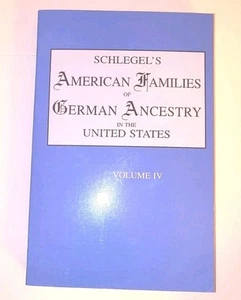 SCHLEGEL'S
AMERICAN FAMILIES
OF
GERMAN ANCESTRY
IN THE
UNITED STATES
VOLUME IV